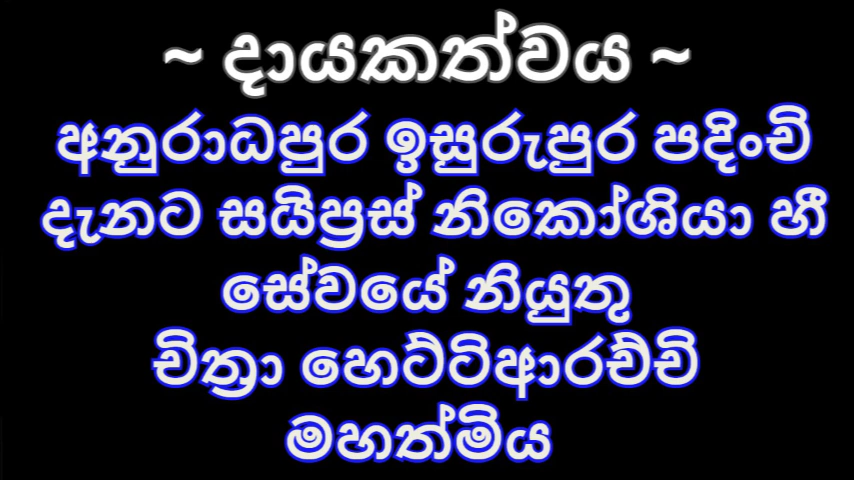 ~ දායකත්වය ~
අනුරාධපුර ඉසුරුපුර පදිංචි
දැනට සයිප්‍රස් නිකෝශියා හී
සේවයේ නියුතු
චිත්‍රා හෙට්ටිආරච්චි
මහත්මිය